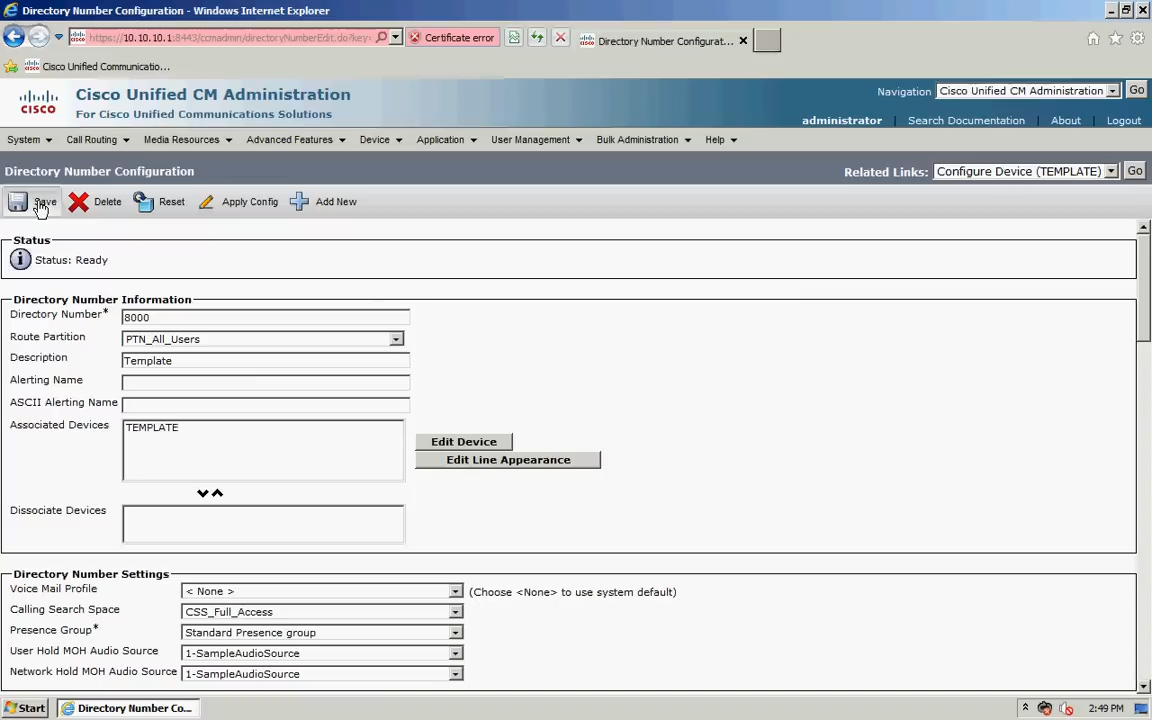 Directory Number Configuration - Windows Internet Explorer
https://10.10.10.1:8443/ccmadmin/directoryNumberEdit.do?key=
Certificate error
Directory Number Configurat...
Cisco Unified Communicatio...
cisco
Cisco Unified CM Administration
For Cisco Unified Communications Solutions
Navigation Cisco Unified CM Administration Go
administrator | Search Documentation | About | Logout
System Call Routing Media Resources Advanced Features Device Application User Management Bulk Administration Help
Directory Number Configuration
Related Links: Configure Device (TEMPLATE) Go
Save Delete Reset Apply Config Add New
Status
Status: Ready
Directory Number Information
Directory Number* 8000
Route Partition PTN_All_Users
Description Template
Alerting Name
ASCII Alerting Name
Associated Devices TEMPLATE
Edit Device
Edit Line Appearance
Dissociate Devices
Directory Number Settings
Voice Mail Profile < None > (Choose <None> to use system default)
Calling Search Space CSS_Full_Access
Presence Group* Standard Presence group
User Hold MOH Audio Source 1-SampleAudioSource
Network Hold MOH Audio Source 1-SampleAudioSource
Start Directory Number Co... 2:49 PM